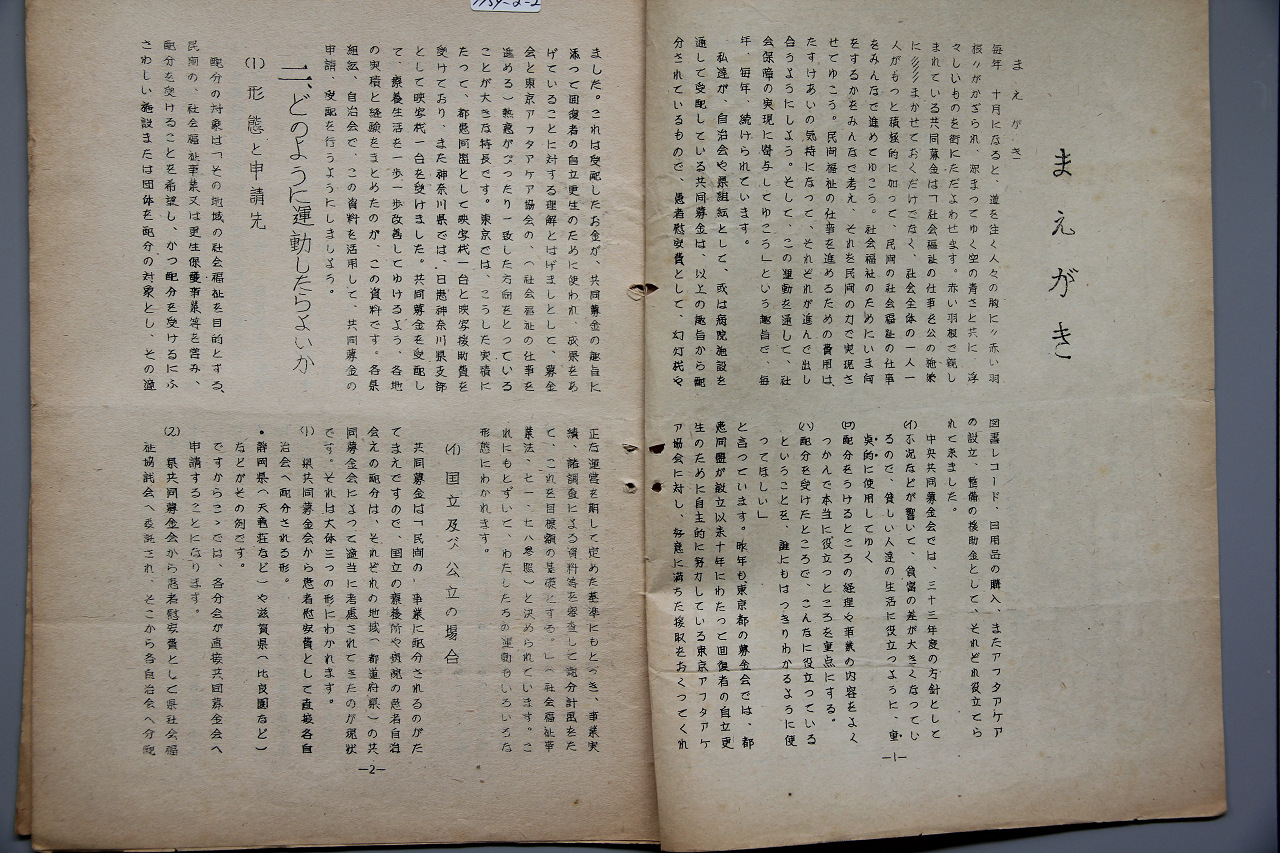 1959-2-2
まえがき
まえがき
毎年 十月になると、道を往く人々の胸に〃赤い羽
根〃がかざられ、深まってゆく空の青さと共に 浮
々しいものを街にただよわせます。赤い羽根で親し
まれている共同募金は「社会福祉の仕事を公の施策
にまかせておくだけでなく、社会全体の一人一
人がもっと積極的に加って、民間の社会福祉の仕事
をみんなで進めてゆこう。社会福祉のためにいま何
をするかをみんなで考え、それを民間の力で実現さ
せてゆこう。民間福祉の仕事を進めるための費用は、
たすけあいの気持になって、それぞれが進んで出し
合うようにしよう。そして、この運動を通して、社
会保障の実現に寄与してゆこう」という趣旨で、毎
年、毎年、続けられています。
私達が、自治会や県組織として、或は病院施設を
通して受配している共同募金は、以上の趣旨から配
分されているもので、患者慰安費として、幻灯機や
図書レコード、日用品の購入、またアフタアケア
の設立、整備の援助金として、それぞれ役立てら
れて来ました。
中央共同募金会では、三十三年度の方針として
(イ)不況などが響いて、貧富の差が大きくなってい
るので、貧しい人達の生活に役立つように、重
点的に使用してゆく
(ロ)配分をうけるところの経理や事業の内容をよく
つかんで本当に役立つところを重点にする。
(ハ)配分を受けたところで、こんなに役立っている
ということを、誰にもはっきりわかるように使
ってほしい」
と言っています。昨年も東京都の募金会では、都
患同盟が設立以来十年にわたって回復者の自立更
生のために自主的に努力している東京アフタアケ
ア協会に対し、好意に満ちた援助をおくってくれ
—1—
ました。これは受配したお金が、共同募金の趣旨に
添って回復者の自立更生のために使われ、成果をあ
げていることに対する理解とはげましとして、募金
会と東京アフタアケア協会の、(社会福祉の仕事を
進める)熱意がぴったり一致した方向をとっている
ことが大きな特長です。東京では、こうした実績に
たって、都患同盟として映写機一台と映写援助費を
受けており、また神奈川県では、日患神奈川県支部
として映写機一台を受けました。共同募金を受配し
て、療養生活を一歩一歩改善してゆけるよう、各地
の実績と経験をまとめたのが、この資料です。各県
組織、自治会で、この資料を活用して、共同募金の
申請、受配を行うようにしましよう。
二、どのように運動したらよいか
(1) 形態と申請先
配分の対象は「その地域の社会福祉を目的とする、
民間の、社会福祉事業又は更生保護事業等を営み、
配分を受けることを希望し、かつ配分を受けるにふ
さわしい施設または団体を配分の対象とし、その適
正な運営を期して定めた基準にもとづき、事業実
績、諸調査による資料等を審査して配分計画をた
て、これを目標額の基礎とする。」(社会福祉事
業法、七一、七八参照)と決められています。こ
れにもとずいて、わたしたちの運動もいろいろな
形態にわかれます。
(イ) 国立及び公立の場合
共同募金は「民間の」事業に配分されるのがた
てまえですので、国立の療養所や病院の患者自治
会えの配分は、それぞれの地域(都道府県)の共
同募金会によって適当に考慮されてきたのが現状
です。それは大体三つの形にわかれます。
(1) 県共同募金会から患者慰安費として直接各自
治会へ配分される形。
・静岡県(天竜荘など)や滋賀県(比良園など)
などがその例です。
ですからこゝでは、各分会が直接共同募金会へ
申請することになります。
(2) 県共同募金会から患者慰安費として県社会福
祉協議会へ委託され、そこから各自治会へ分配
—2—